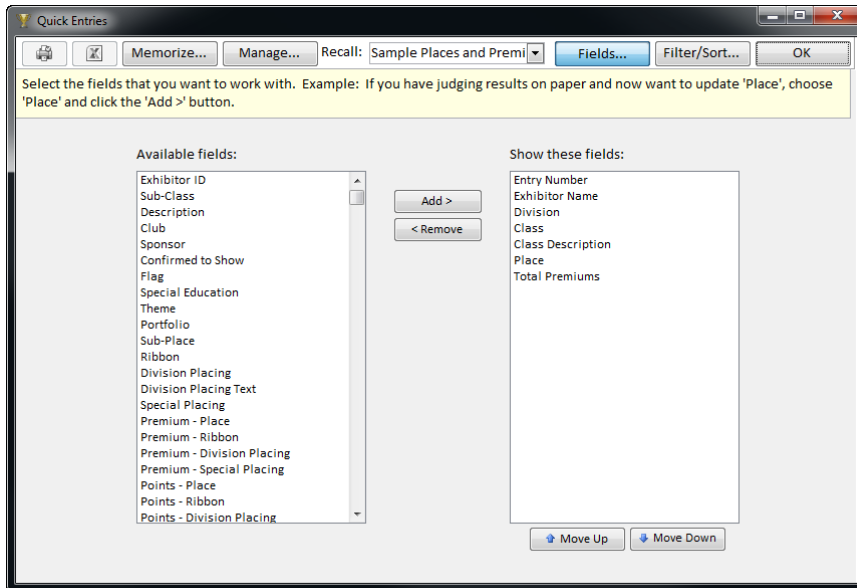 Quick Entries
Memorize... Manage... Recall: Sample Places and Premi Fields... Filter/Sort... OK
Select the fields that you want to work with. Example: If you have judging results on paper and now want to update 'Place', choose
'Place' and click the 'Add >' button.
Available fields:
Exhibitor ID
Sub-Class
Description
Club
Sponsor
Confirmed to Show
Flag
Special Education
Theme
Portfolio
Sub-Place
Ribbon
Division Placing
Division Placing Text
Special Placing
Premium - Place
Premium - Ribbon
Premium - Division Placing
Premium - Special Placing
Points - Place
Points - Ribbon
Points - Division Placing
Add >
< Remove
Show these fields:
Entry Number
Exhibitor Name
Division
Class
Class Description
Place
Total Premiums
Move Up Move Down